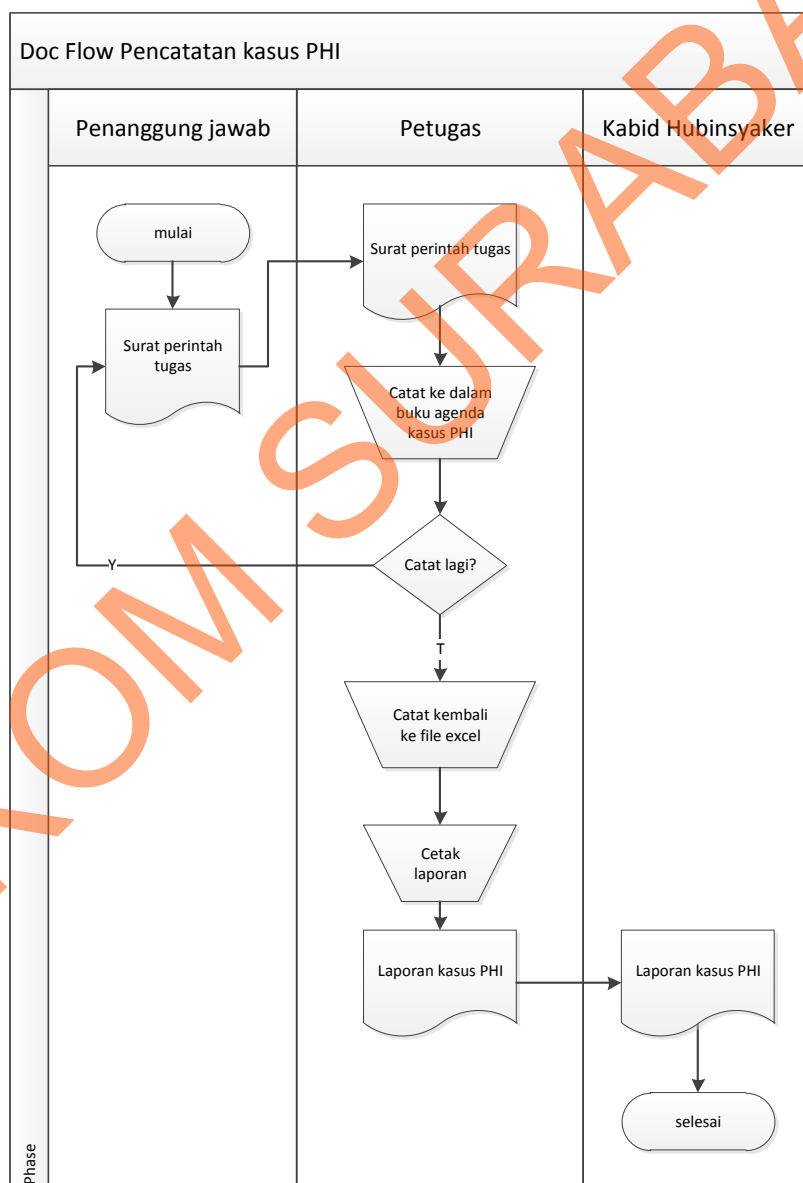 Doc Flow Pencatatan kasus PHI
Penanggung jawab
Petugas
Kabid Hubinsyaker
mulai
Surat perintah
tugas
Surat perintah tugas
Catat ke dalam
buku agenda
kasus PHI
Catat lagi?
Y
T
Catat kembali
ke file excel
Cetak
laporan
Laporan kasus PHI
Laporan kasus PHI
selesai
Phase
KOM SURABA